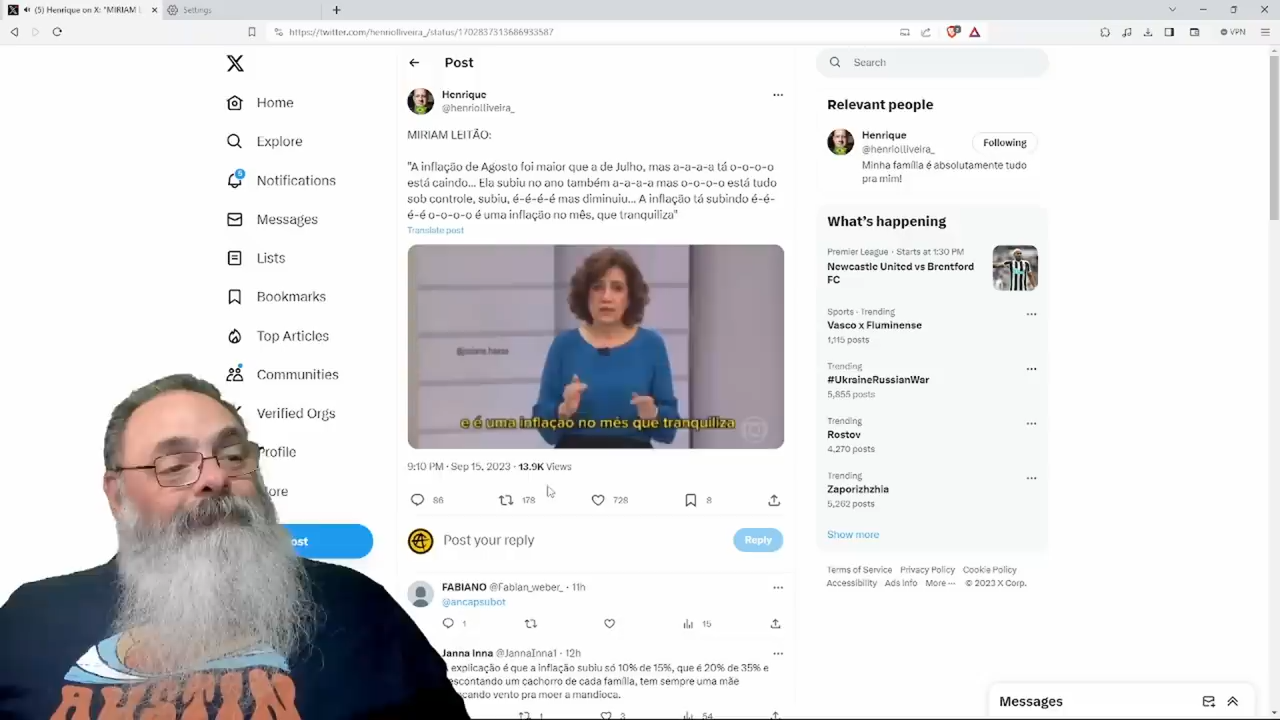 (5) Henrique on X: "MIRIAM L
Settings
https://twitter.com/henriolliveira_/status/1702837313686933587
VPN
Post
Search
Home
Explore
5
Notifications
Messages
Lists
Bookmarks
Top Articles
Communities
Verified Orgs
Henrique
@henriolliveira_
MIRIAM LEITÃO:
"A inflação de Agosto foi maior que a de Julho, mas a-a-a-a tá o-o-o-o
está caindo... Ela subiu no ano também a-a-a-a mas o-o-o-o está tudo
sob controle, subiu, é-é-é-é mas diminuiu... A inflação tá subindo é-é-
é-é o-o-o-o é uma inflação no mês, que tranquiliza"
Translate post
@josiane.haese
e é uma inflação no mês que tranquiliza
9:10 PM · Sep 15, 2023 · 13.9K Views
86 178 728 8
Post your reply
Reply
FABIANO @Fabian_weber_ · 11h
@ancapsubot
1 15
Janna Inna @JannaInna1 · 12h
explicação é que a inflação subiu só 10% de 15%, que é 20% de 35% e
escontando um cachorro de cada família, tem sempre uma mãe
cando vento pra moer a mandioca.
1 3 54
Relevant people
Henrique
@henriolliveira_
Following
Minha família é absolutamente tudo
pra mim!
What's happening
Premier League · Starts at 1:30 PM
Newcastle United vs Brentford
FC
Sports · Trending
Vasco x Fluminense
1,115 posts
Trending
#UkraineRussianWar
5,855 posts
Trending
Rostov
4,270 posts
Trending
Zaporizhzhia
5,262 posts
Show more
Terms of Service Privacy Policy Cookie Policy
Accessibility Ads Info More ··· © 2023 X Corp.
Messages